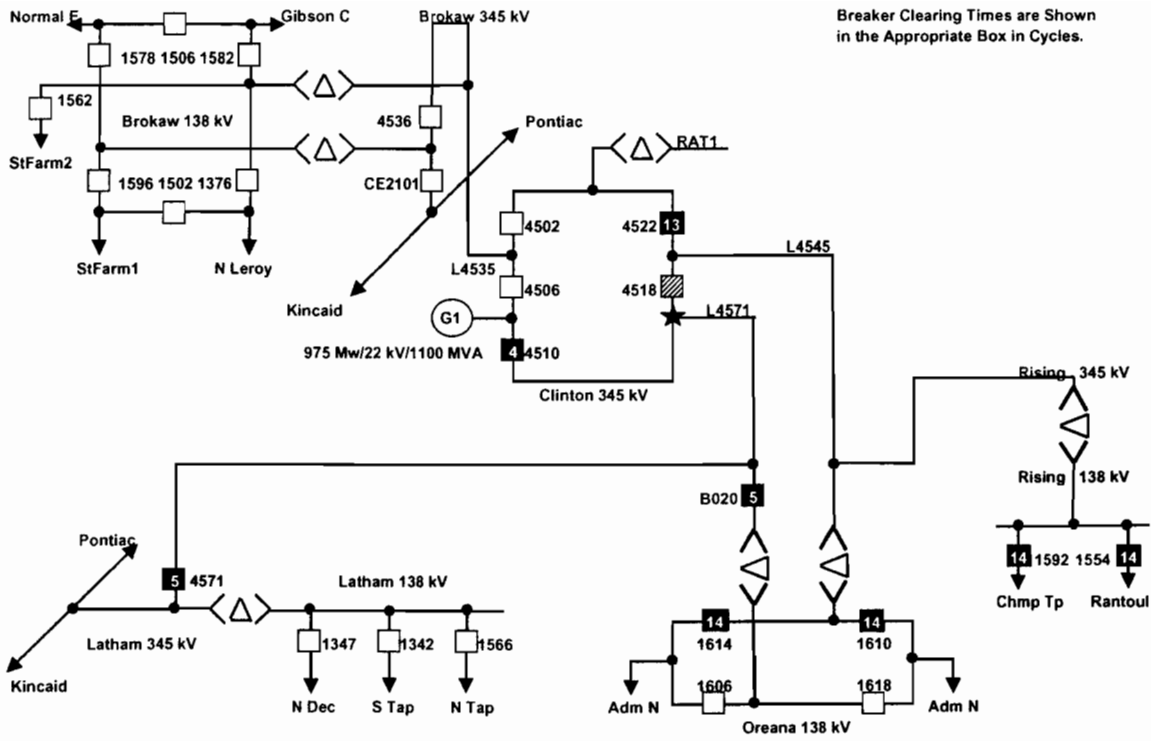 Normal E
Gibson C
Brokaw 345 kV
Breaker Clearing Times are Shown
in the Appropriate Box in Cycles.
1578 1506 1582
1562
Brokaw 138 kV
4536
Pontiac
StFarm2
RAT1
1596 1502 1376
CE2101
4502
4522
13
L4545
StFarm1
N Leroy
L4535
4506
4518
L4571
Kincaid
G1
975 Mw/22 kV/1100 MVA
4
4510
Clinton 345 kV
Rising 345 kV
Rising 138 kV
B020
5
Pontiac
5
4571
Latham 138 kV
14
1592
1554
14
Chmp Tp
Rantoul
Latham 345 kV
1347
1342
1566
14
1614
14
1610
Kincaid
N Dec
S Tap
N Tap
1606
1618
Adm N
Adm N
Oreana 138 kV